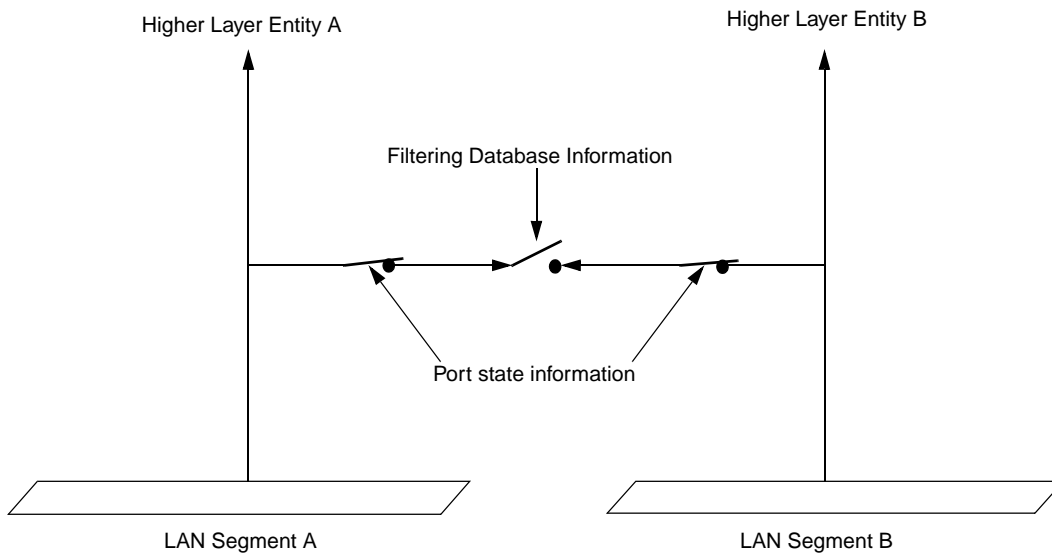 Higher Layer Entity A
Higher Layer Entity B
Filtering Database Information
Port state information
LAN Segment A
LAN Segment B